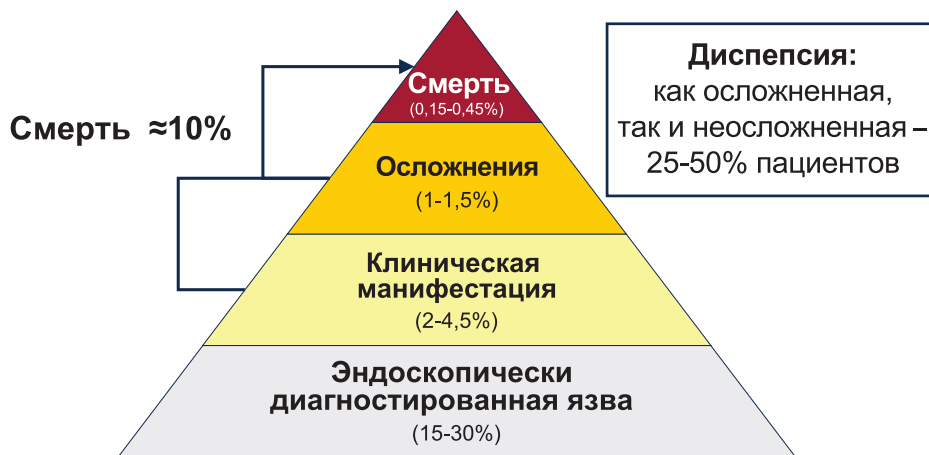 Смерть
(0,15-0,45%)
Смерть ≈10%
Осложнения
(1-1,5%)
Клиническая
манифестация
(2-4,5%)
Эндоскопически
диагностированная язва
(15-30%)
Диспепсия:
как осложненная,
так и неосложненная –
25-50% пациентов